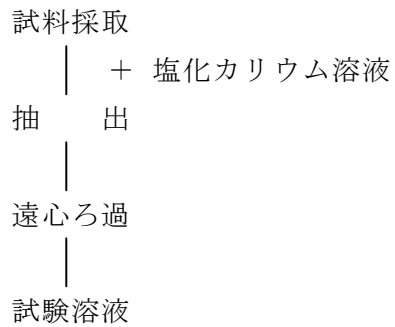 試料採取
＋ 塩化カリウム溶液
抽　　出
遠心ろ過
試験溶液